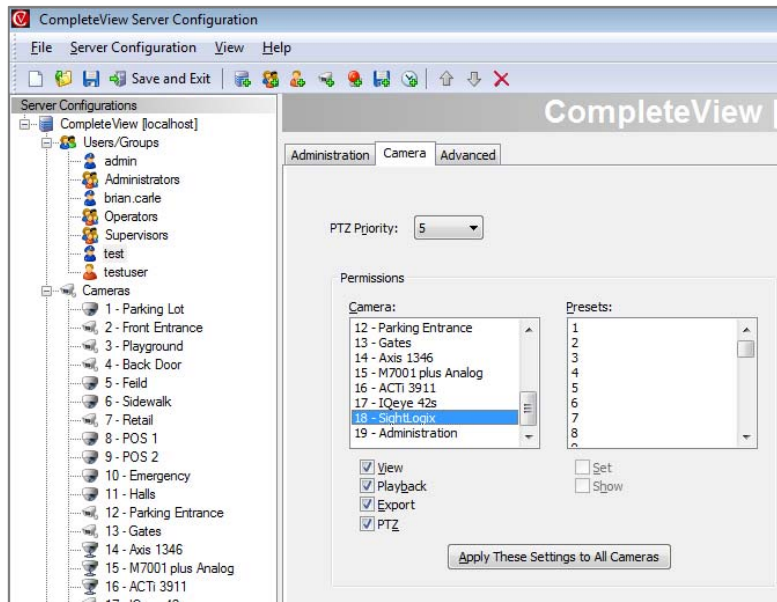 CompleteView Server Configuration
File Server Configuration View Help
Save and Exit
Server Configurations
CompleteView [localhost]
Users/Groups
admin
Administrators
brian.carle
Operators
Supervisors
test
testuser
Cameras
1 - Parking Lot
2 - Front Entrance
3 - Playground
4 - Back Door
5 - Feild
6 - Sidewalk
7 - Retail
8 - POS 1
9 - POS 2
10 - Emergency
11 - Halls
12 - Parking Entrance
13 - Gates
14 - Axis 1346
15 - M7001 plus Analog
16 - ACTi 3911
CompleteView [
Administration Camera Advanced
PTZ Priority: 5
Permissions
Camera:
12 - Parking Entrance
13 - Gates
14 - Axis 1346
15 - M7001 plus Analog
16 - ACTi 3911
17 - IQeye 42s
18 - SightLogix
19 - Administration
View
Playback
Export
PTZ
Presets:
1
2
3
4
5
6
7
8
Set
Show
Apply These Settings to All Cameras